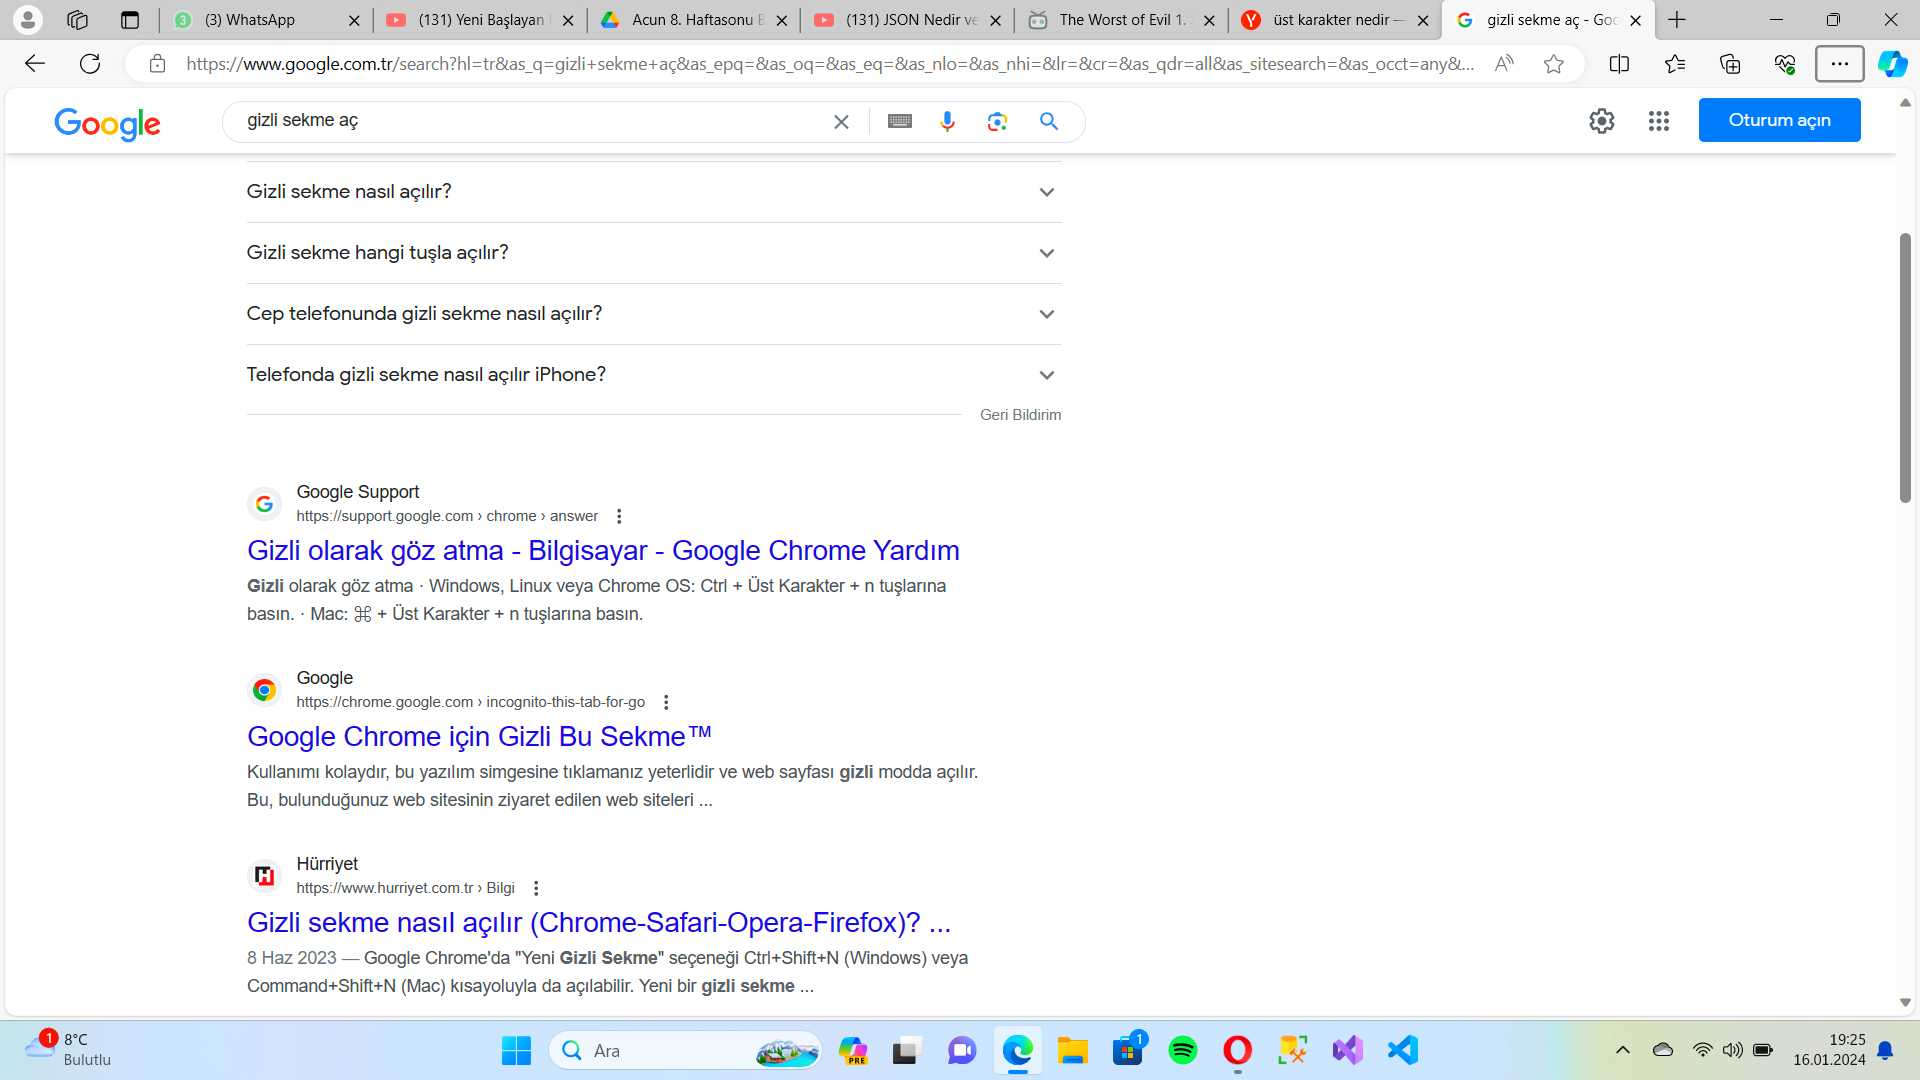 (3) WhatsApp
(131) Yeni Başlayan
Acun 8. Haftasonu B
(131) JSON Nedir ve
The Worst of Evil 1.
üst karakter nedir —
gizli sekme aç - Goo
https://www.google.com.tr/search?hl=tr&as_q=gizli+sekme+aç&as_epq=&as_oq=&as_eq=&as_nlo=&as_nhi=&lr=&cr=&as_qdr=all&as_sitesearch=&as_occt=any&...
Google
gizli sekme aç
Oturum açın
Gizli sekme nasıl açılır?
Gizli sekme hangi tuşla açılır?
Cep telefonunda gizli sekme nasıl açılır?
Telefonda gizli sekme nasıl açılır iPhone?
Geri Bildirim
Google Support
https://support.google.com › chrome › answer
Gizli olarak göz atma - Bilgisayar - Google Chrome Yardım
Gizli olarak göz atma · Windows, Linux veya Chrome OS: Ctrl + Üst Karakter + n tuşlarına
basın. · Mac: ⌘ + Üst Karakter + n tuşlarına basın.
Google
https://chrome.google.com › incognito-this-tab-for-go
Google Chrome için Gizli Bu Sekme™
Kullanımı kolaydır, bu yazılım simgesine tıklamanız yeterlidir ve web sayfası gizli modda açılır.
Bu, bulunduğunuz web sitesinin ziyaret edilen web siteleri ...
Hürriyet
https://www.hurriyet.com.tr › Bilgi
Gizli sekme nasıl açılır (Chrome-Safari-Opera-Firefox)? ...
8 Haz 2023 — Google Chrome'da "Yeni Gizli Sekme" seçeneği Ctrl+Shift+N (Windows) veya
Command+Shift+N (Mac) kısayoluyla da açılabilir. Yeni bir gizli sekme ...
1
8°C
Bulutlu
Ara
PRE
1
19:25
16.01.2024